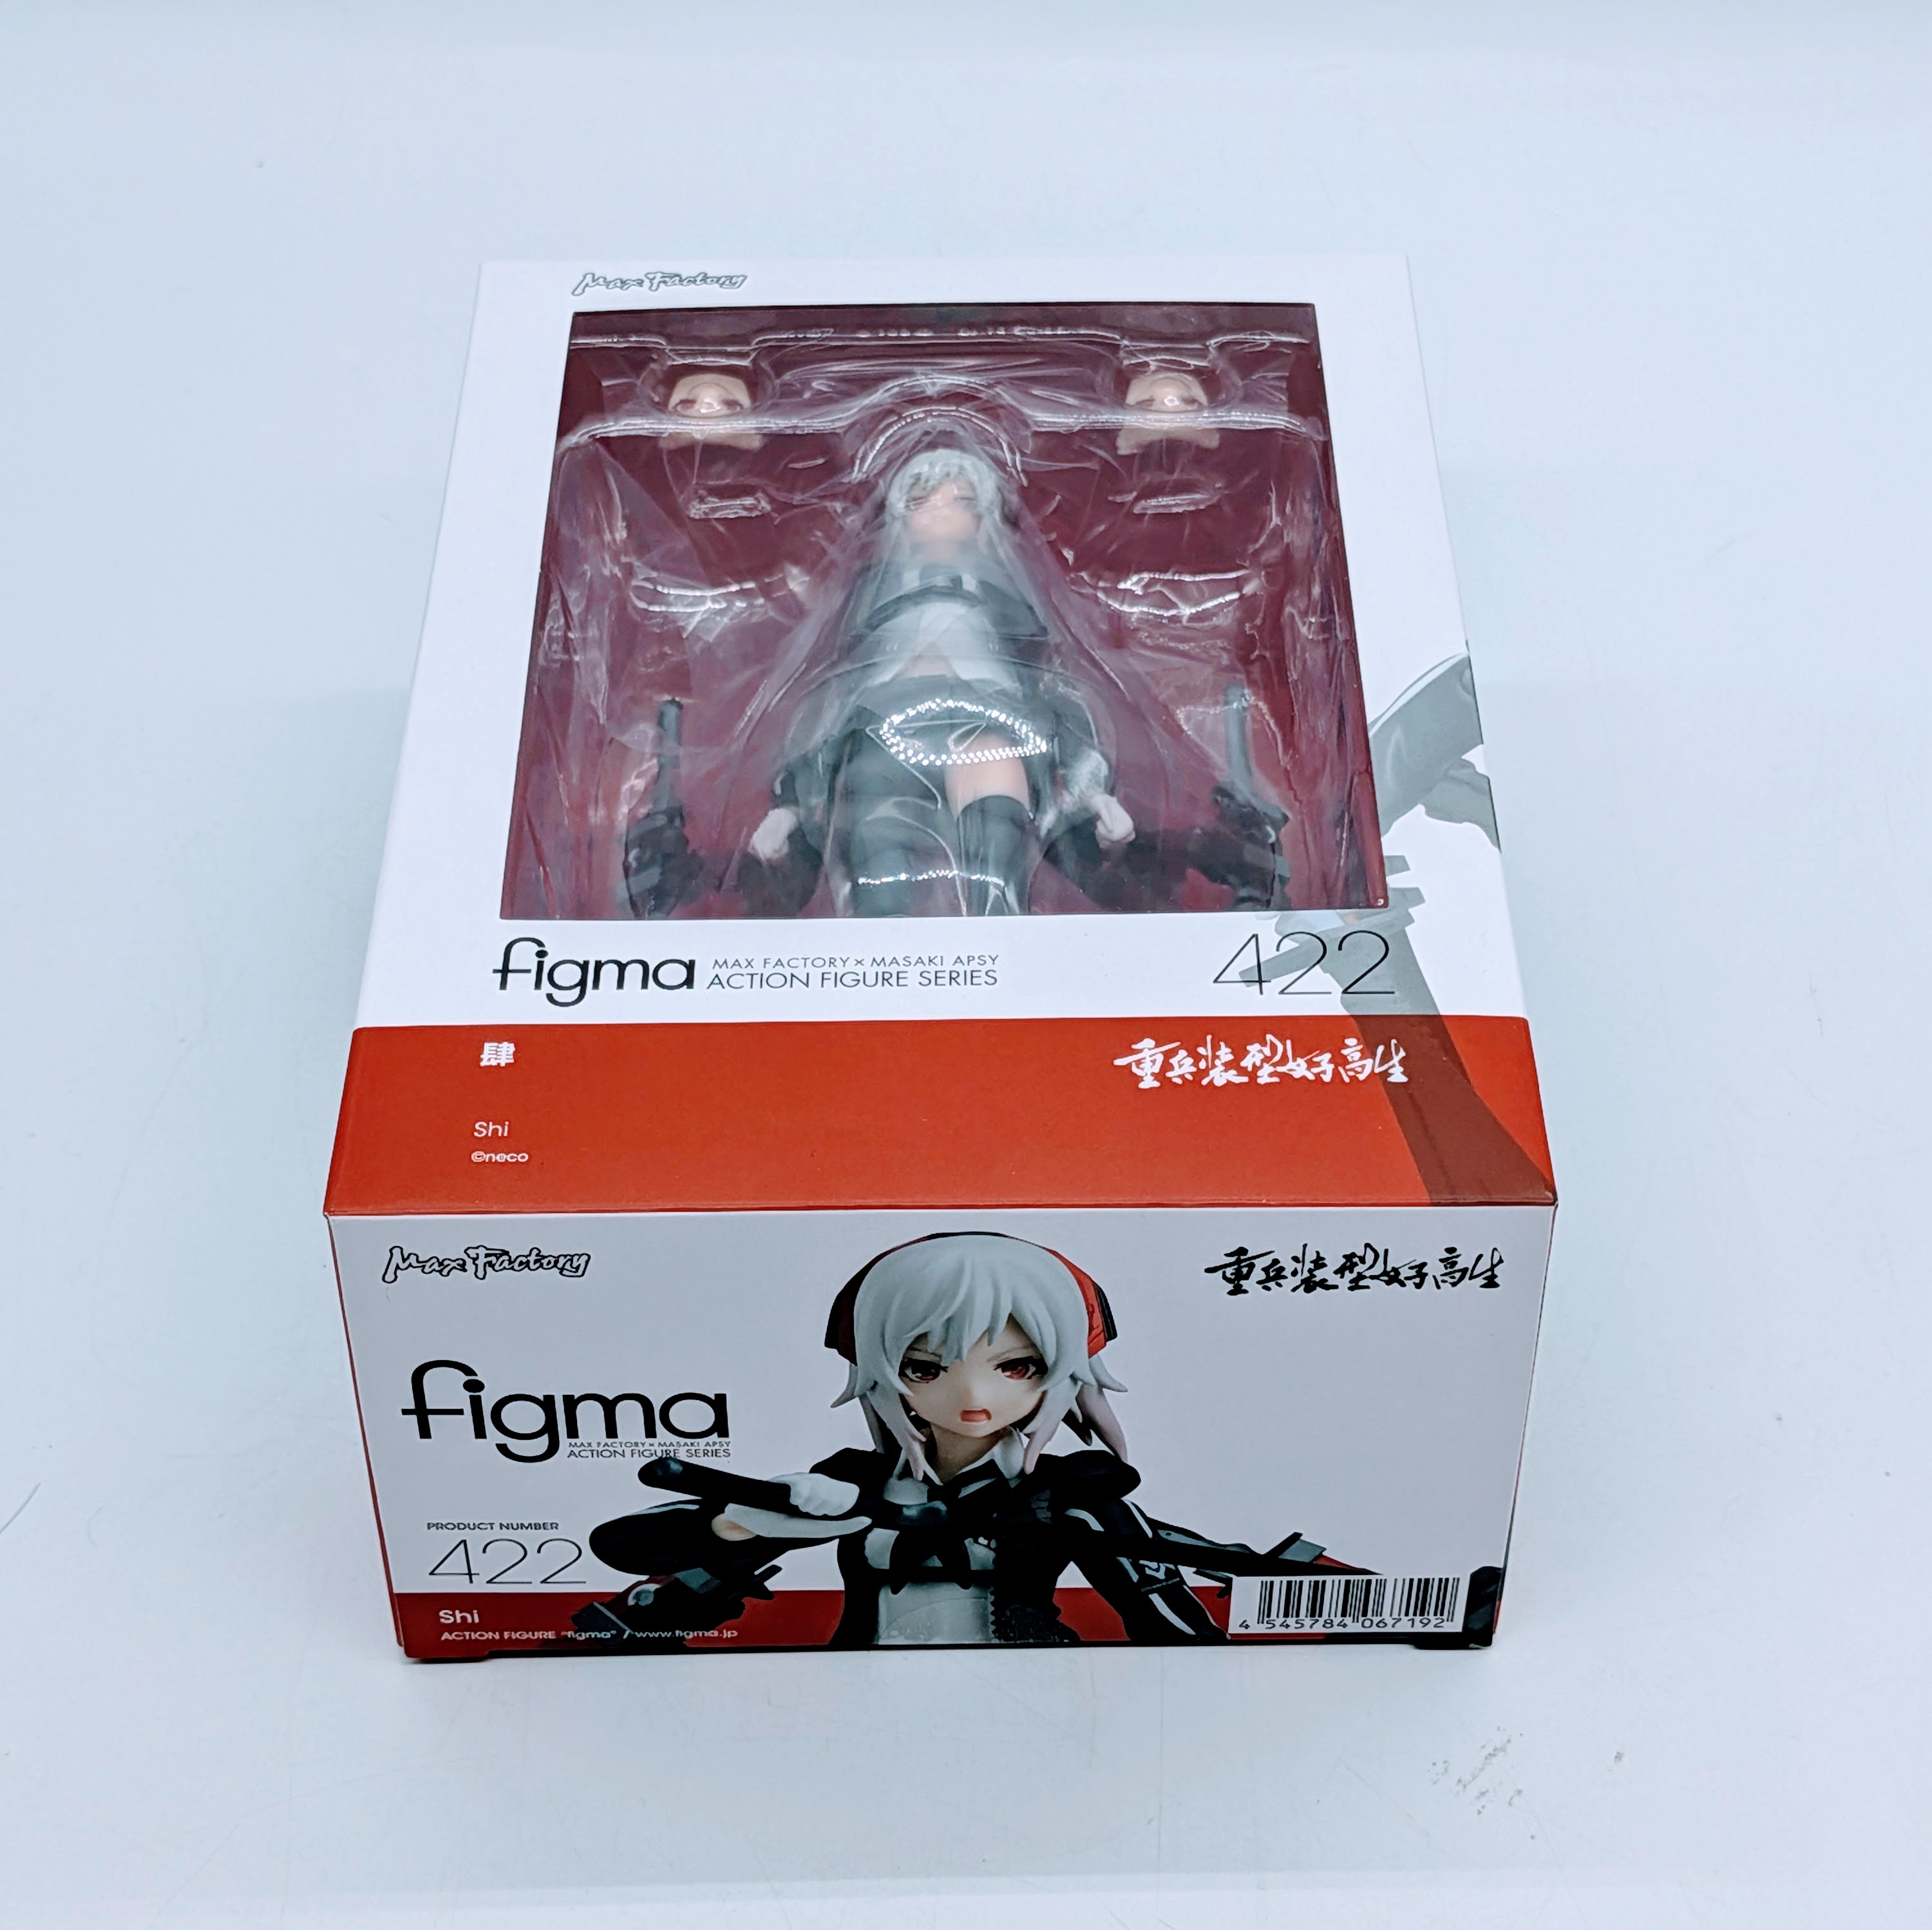 Max Factory
figma
MAX FACTORY×MASAKI APSY
ACTION FIGURE SERIES
422
重兵装型女子高生
Shi
©neco
Max Factory
重兵装型女子高生
figma
MAX FACTORY×MASAKI APSY
ACTION FIGURE SERIES
PRODUCT NUMBER
422
Shi
ACTION FIGURE "figma" / www.figma.jp
4 545784 067192